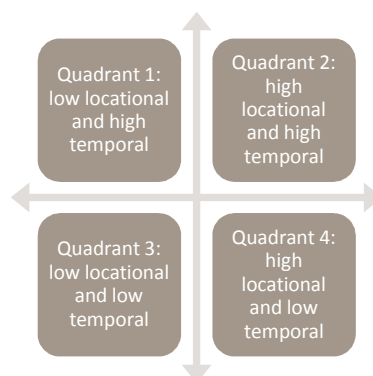 Quadrant 1:
low locational
and high
temporal
Quadrant 2:
high
locational
and high
temporal
Quadrant 3:
low locational
and low
temporal
Quadrant 4:
high
locational
and low
temporal